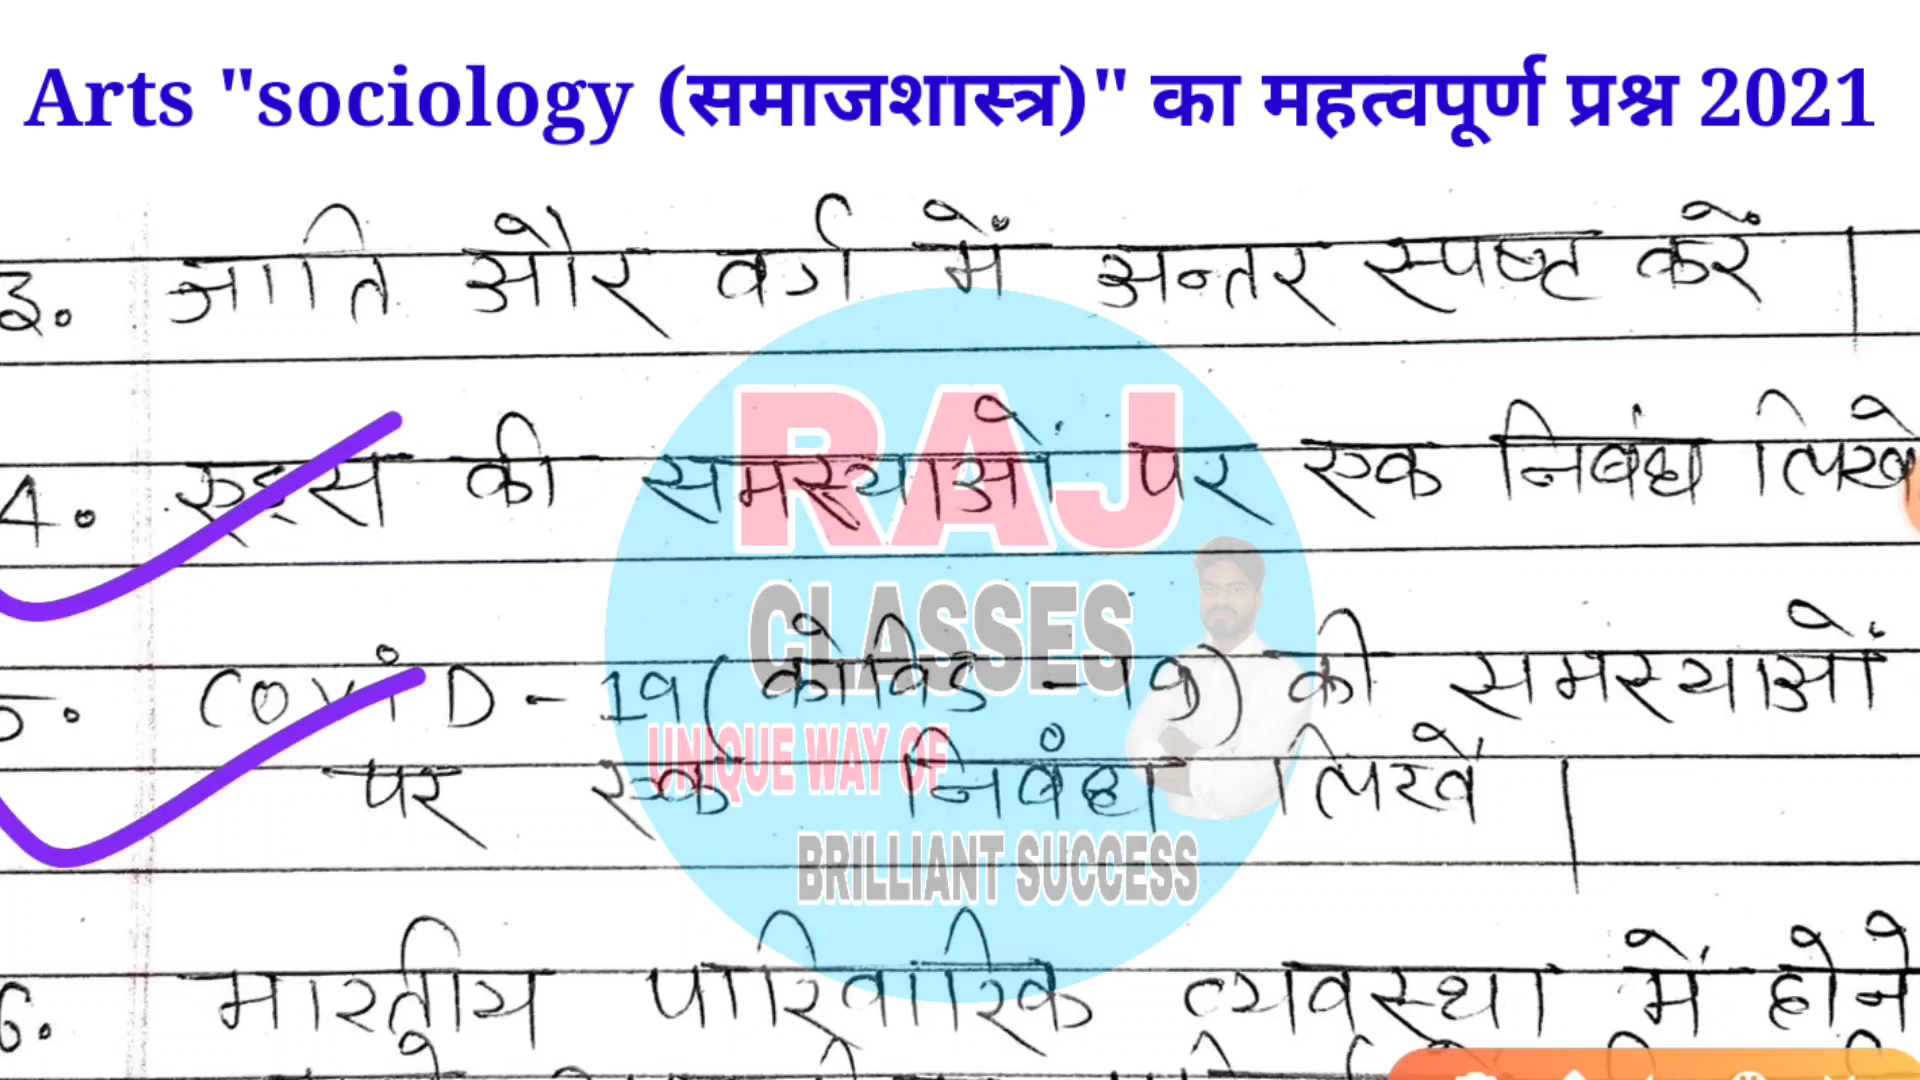 Arts "sociology (समाजशास्त्र)" का महत्वपूर्ण प्रश्न 2021
3. जाति और वर्ग में अन्तर स्पष्ट करें |
4. एड्स की समस्याओं पर एक निबंध लिखे
5. COVID-19 (कोविड-19) की समस्याओं
पर एक निबंध लिखें |
6. भारतीय पारिवारिक व्यवस्था में होने
RAJ
CLASSES
UNIQUE WAY OF
BRILLIANT SUCCESS